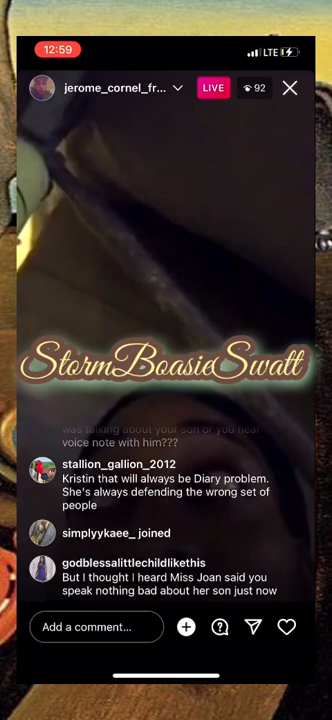 12:59
LTE
jerome_cornel_fr...
LIVE
92
StormBoasieSwatt
was talking about your son or you hear
voice note with him???
stallion_gallion_2012
Kristin that will always be Diary problem.
She's always defending the wrong set of
people
simplyykaee_ joined
godblessalittlechildlikethis
But I thought I heard Miss Joan said you
speak nothing bad about her son just now
Add a comment...